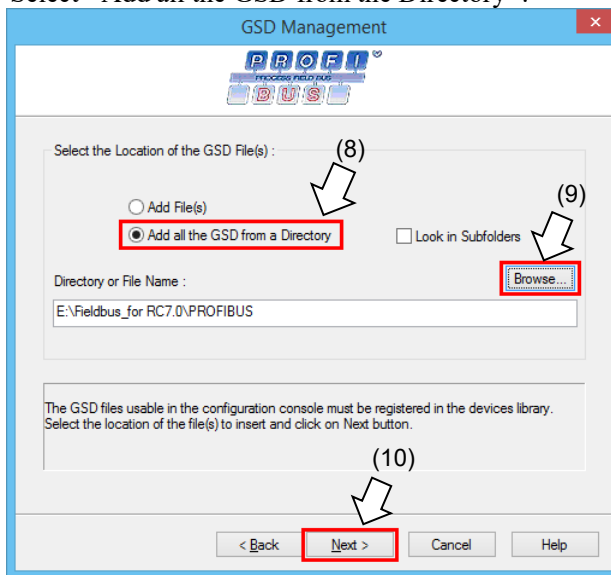 Select "Add all the GSD from the Directory".
GSD Management
PROFI
PROCESS FIELD BUS
BUS
Select the Location of the GSD File(s) :
(8)
(9)
Add File(s)
Add all the GSD from a Directory
Look in Subfolders
Directory or File Name :
Browse...
E:\Fieldbus_for RC7.0\PROFIBUS
The GSD files usable in the configuration console must be registered in the devices library.
Select the location of the file(s) to insert and click on Next button.
(10)
< Back Next > Cancel Help